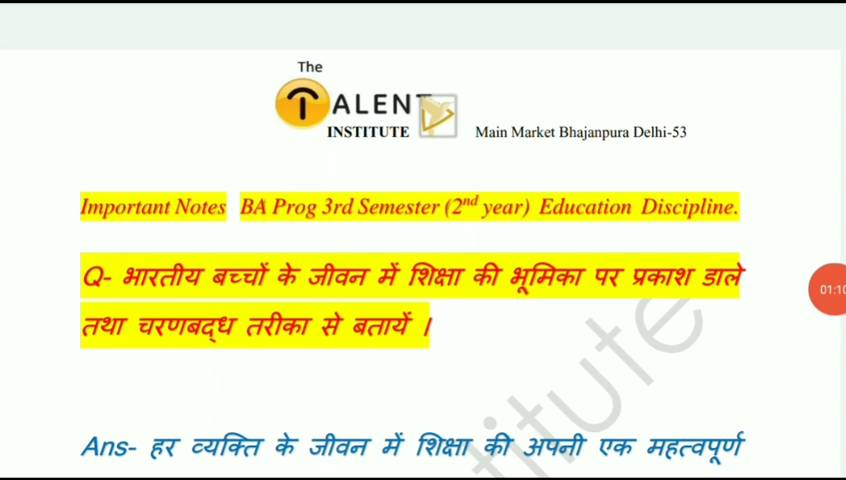 The
TALENT
INSTITUTE Main Market Bhajanpura Delhi-53
Important Notes BA Prog 3rd Semester (2nd year) Education Discipline.
Q- भारतीय बच्चों के जीवन में शिक्षा की भूमिका पर प्रकाश डाले
तथा चरणबद्ध तरीका से बतायें ।
01:10
Ans- हर व्यक्ति के जीवन में शिक्षा की अपनी एक महत्वपूर्ण
titute